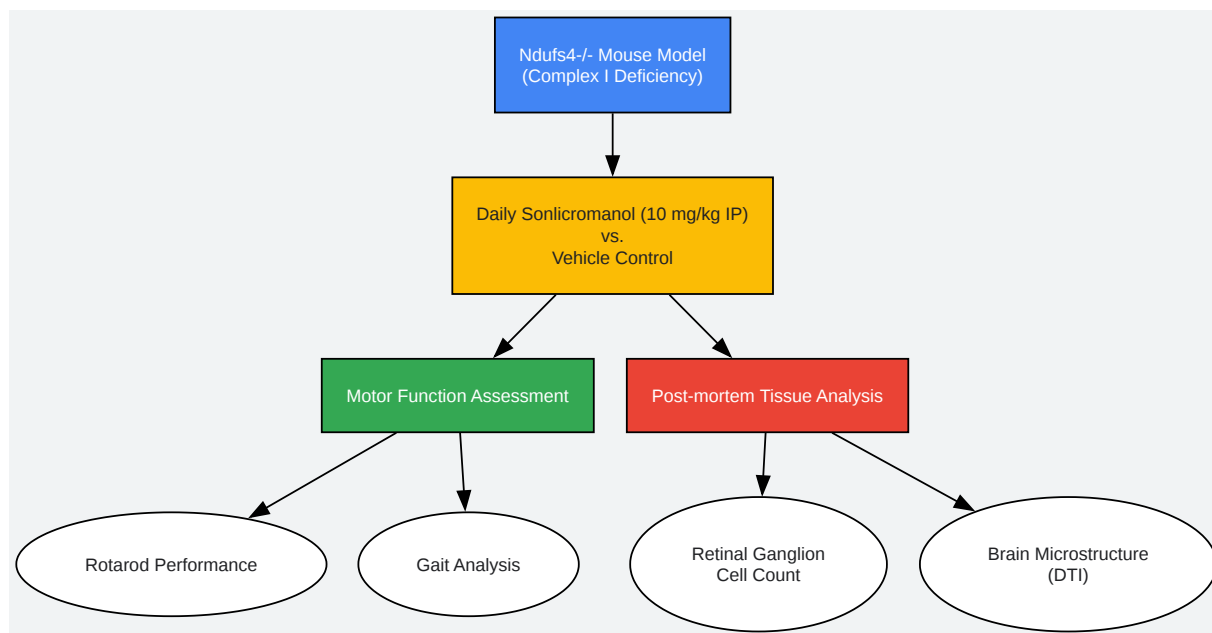 Ndufs4-/- Mouse Model
(Complex I Deficiency)
Daily Sonlicromanol (10 mg/kg IP)
vs.
Vehicle Control
Motor Function Assessment
Post-mortem Tissue Analysis
Rotarod Performance
Gait Analysis
Retinal Ganglion
Cell Count
Brain Microstructure
(DTI)